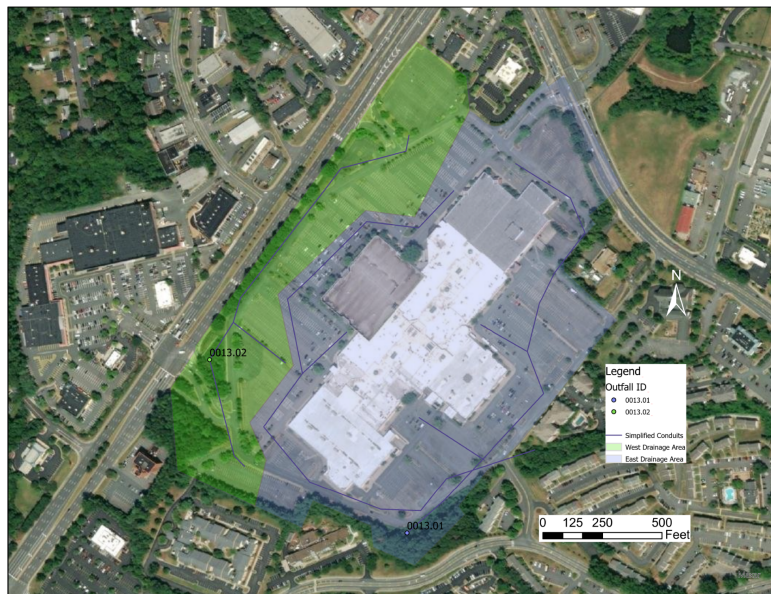 0013.02
N
Legend
Outfall ID
0013.01
0013.02
Simplified Conduits
West Drainage Area
East Drainage Area
0013.01
0 125 250 500
Feet